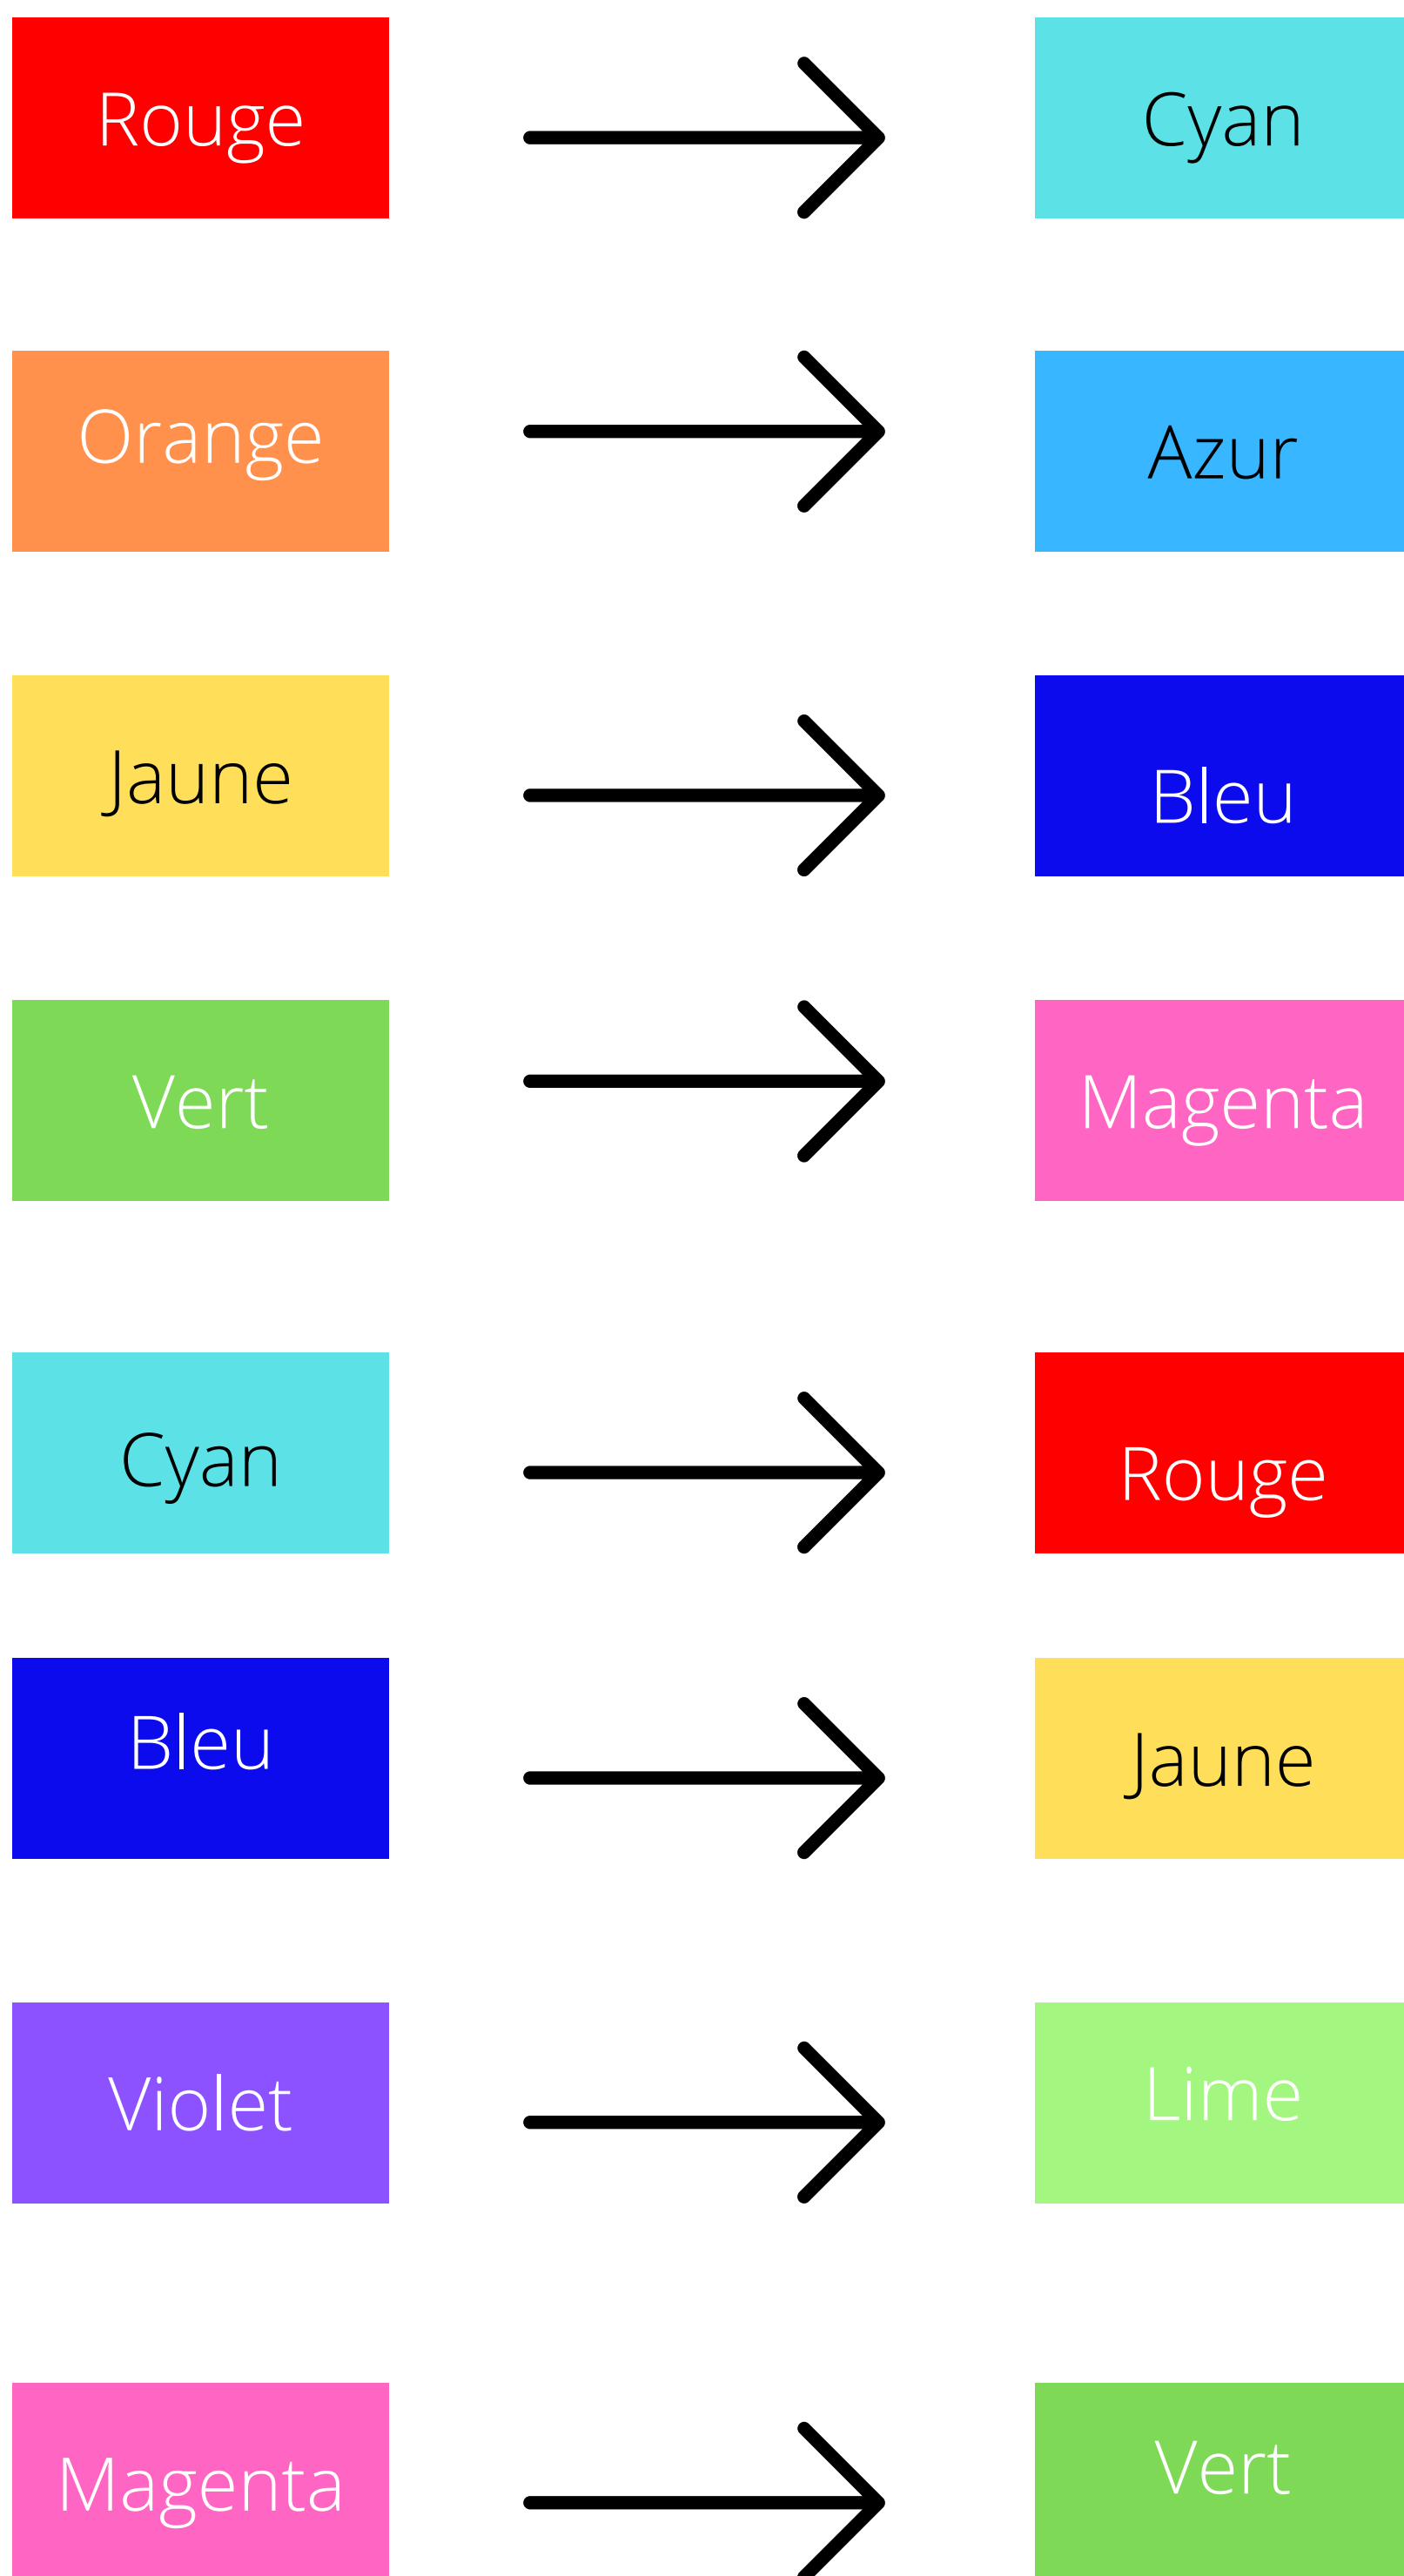 Rouge
Cyan
Orange
Azur
Jaune
Bleu
Vert
Magenta
Cyan
Rouge
Bleu
Jaune
Violet
Lime
Magenta
Vert